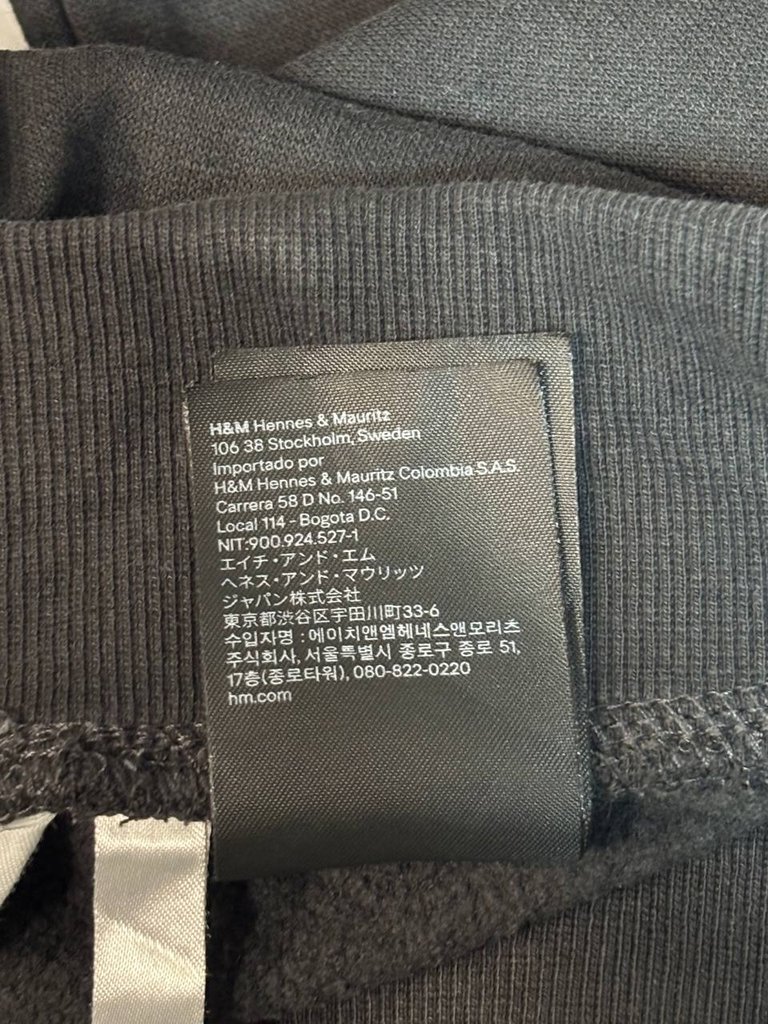 H&M Hennes & Mauritz
106 38 Stockholm, Sweden
Importado por
H&M Hennes & Mauritz Colombia S.A.S.
Carrera 58 D No. 146-51
Local 114 - Bogota D.C.
NIT:900.924.527-1
エイチ・アンド・エム
ヘネス・アンド・マウリッツ
ジャパン株式会社
東京都渋谷区宇田川町33-6
수입자명 : 에이치앤엠헤네스앤모리츠
주식회사, 서울특별시 종로구 종로 51,
17층(종로타워), 080-822-0220
hm.com